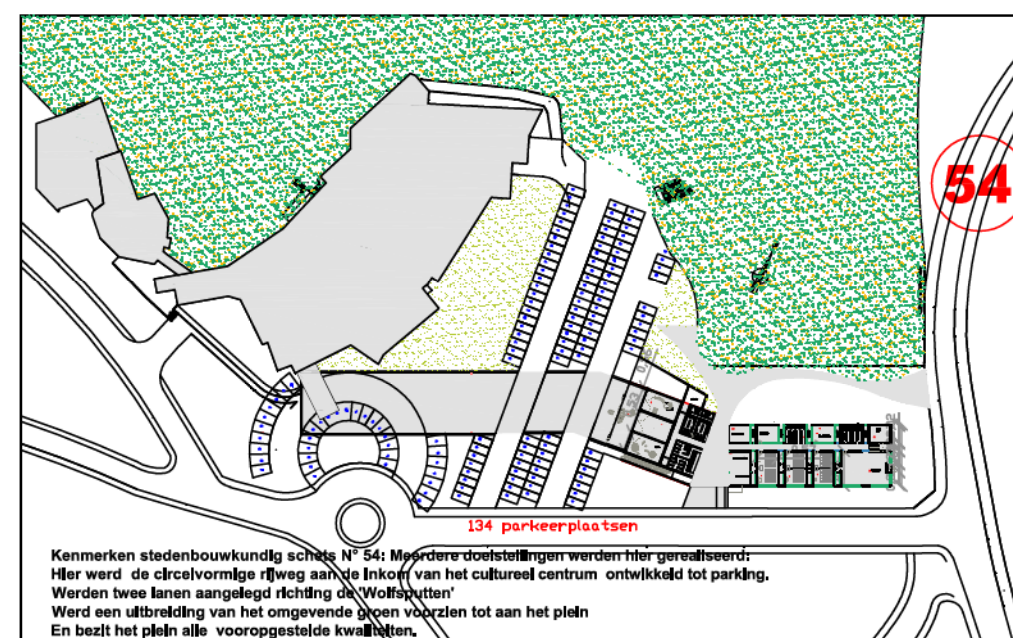 54
134 parkeerplaatsen
Kenmerken stedenbouwkundig schets N° 54: Meerdere doelstellingen werden hier gerealiseerd:
Hier werd de circelvormige rijweg aan de inkom van het cultureel centrum ontwikkeld tot parking.
Werden twee lanen aangelegd richting de 'Wolfsputten'
Werd een uitbreiding van het omgevende groen voorzien tot aan het plein
En bezit het plein alle vooropgestelde kwaliteiten.